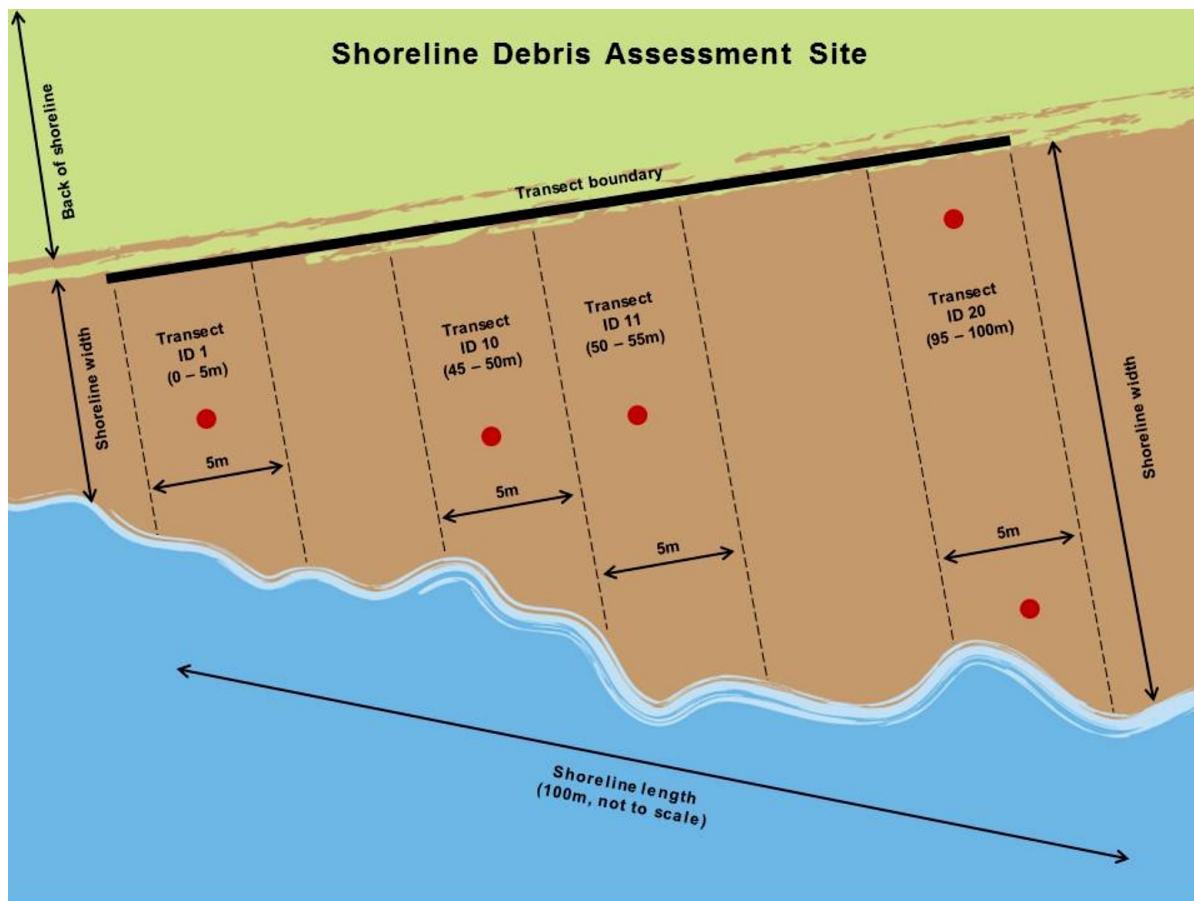 Shoreline Debris Assessment Site
Back of shoreline
Transect boundary
Shoreline width
Transect
ID 1
(0 – 5m)
5m
Transect
ID 10
(45 – 50m)
5m
Transect
ID 11
(50 – 55m)
5m
Transect
ID 20
(95 – 100m)
5m
Shoreline width
Shoreline length
(100m, not to scale)